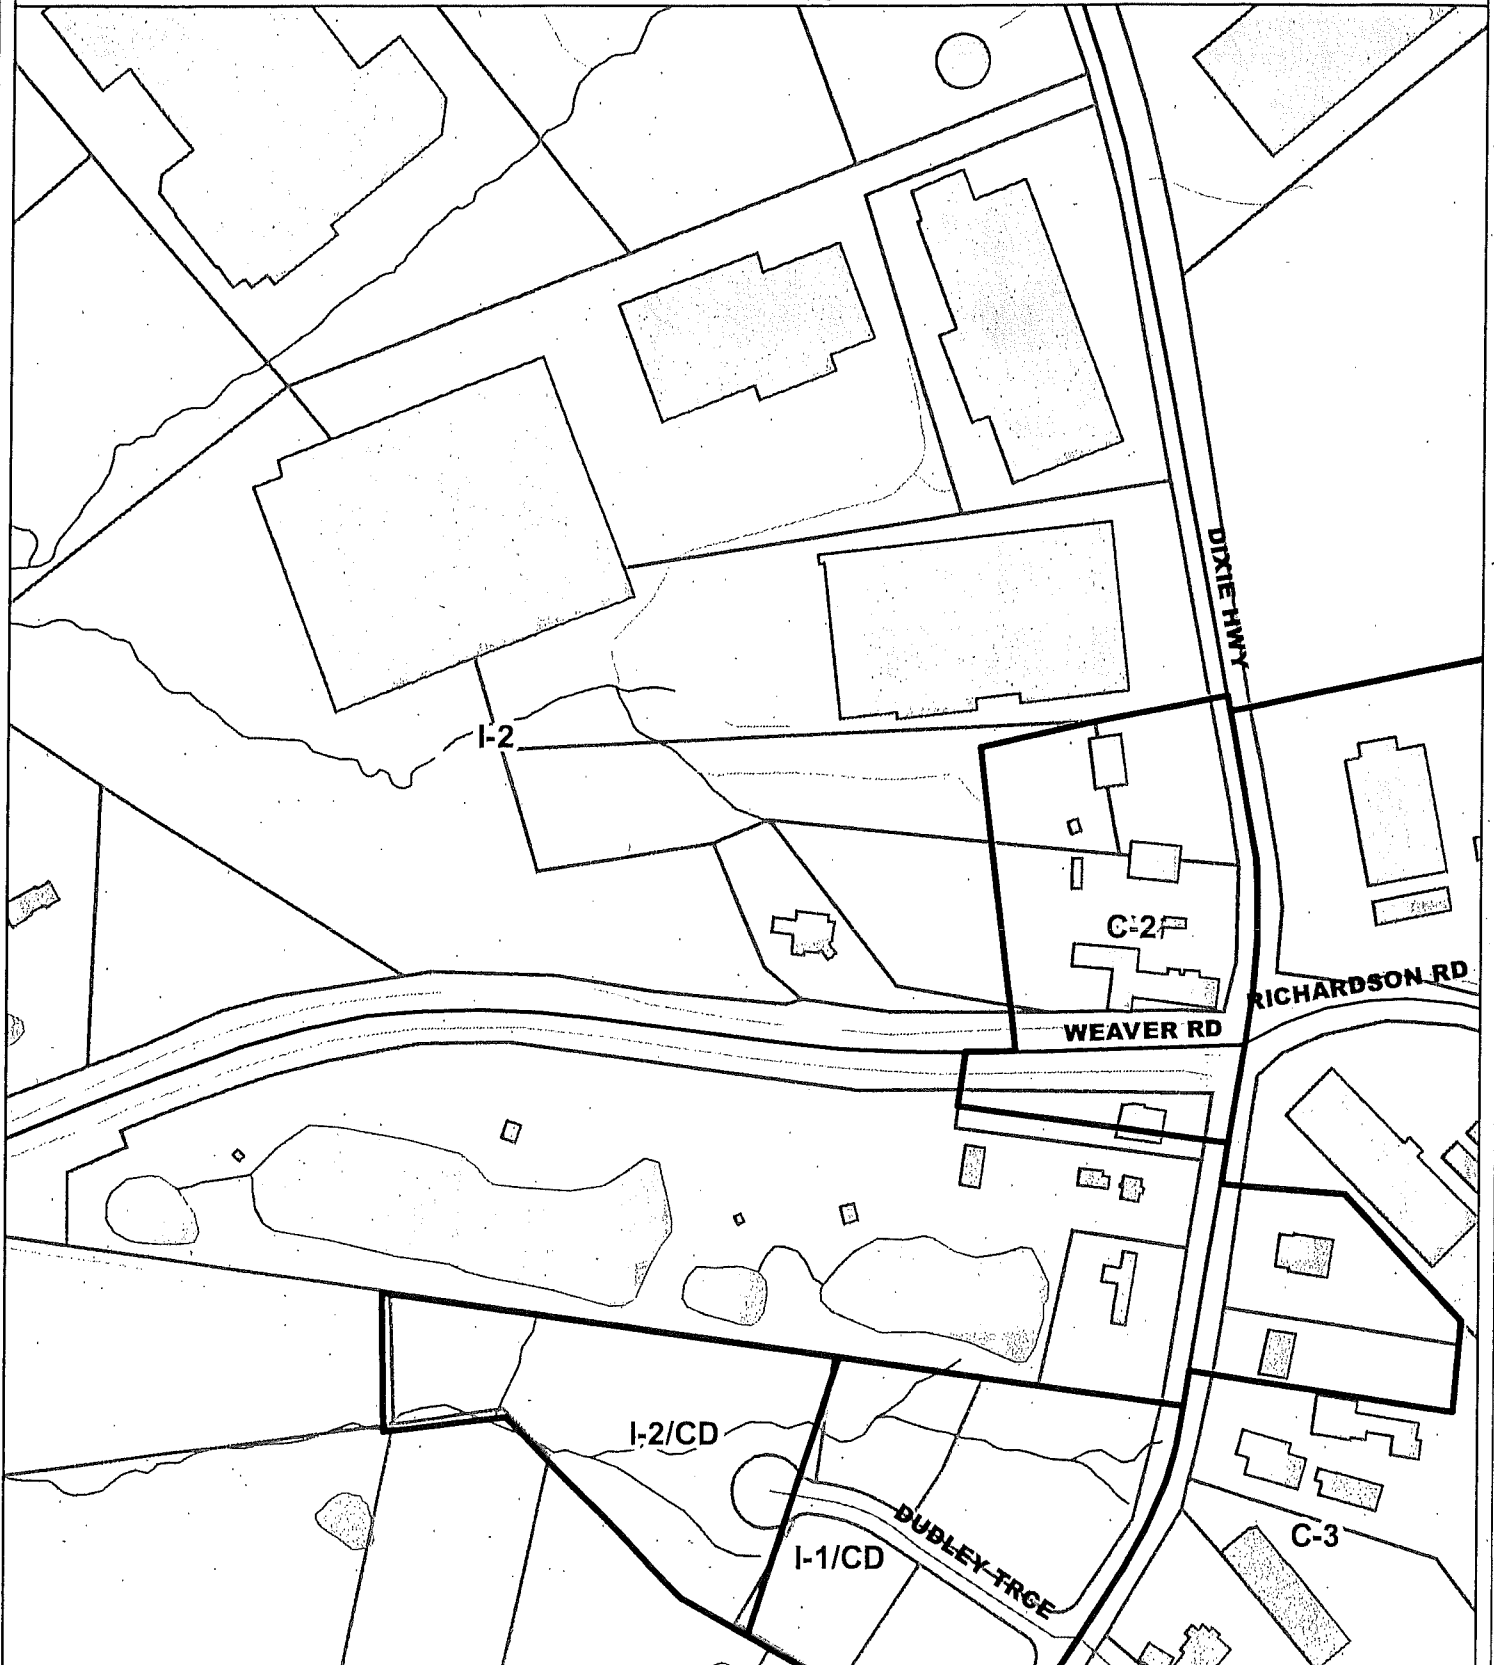 DIXIE HWY
I-2
C-2
RICHARDSON RD
WEAVER RD
I-2/CD
DUDLEY TRCE
C-3
I-1/CD